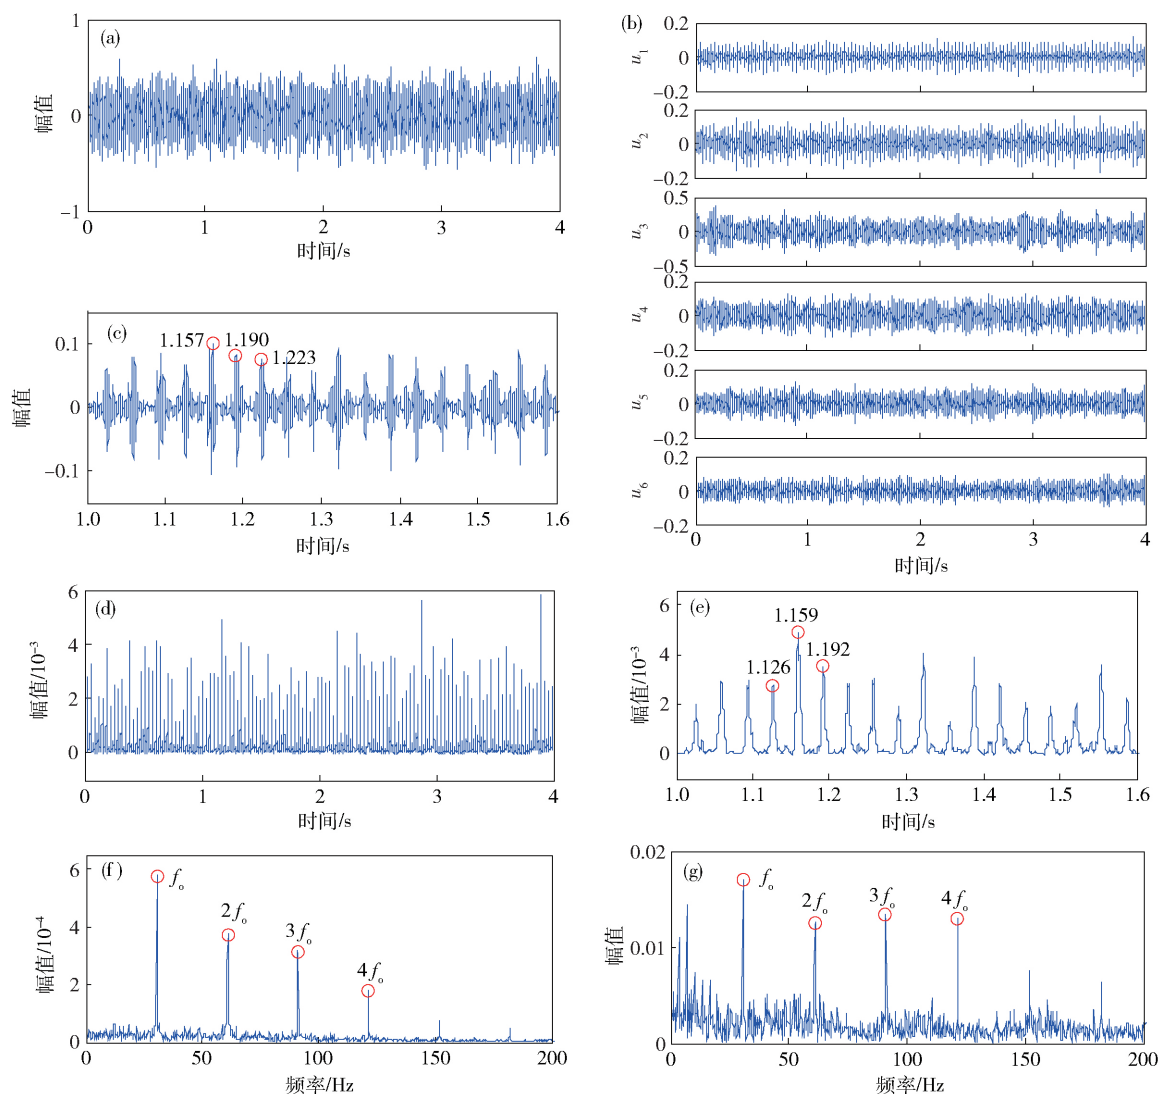 (a)
1
0
−1
幅值
0 1 2 3 4
时间/s
(b)
0.2
0
−0.2
u1
0.2
0
−0.2
u2
0.5
0
−0.5
u3
0.2
0
−0.2
u4
0.2
0
−0.2
u5
0.2
0
−0.2
u6
0 1 2 3 4
时间/s
(c)
1.157 1.190
1.223
0.1
0
−0.1
幅值
1.0 1.1 1.2 1.3 1.4 1.5 1.6
时间/s
(d)
6
4
2
0
幅值/10−3
0 1 2 3 4
时间/s
(e)
1.159
1.192
1.126
6
4
2
0
幅值/10−3
1.0 1.1 1.2 1.3 1.4 1.5 1.6
时间/s
(f)
fo
2fo
3fo
4fo
6
4
2
0
幅值/10−4
0 50 100 150 200
频率/Hz
(g)
fo
2fo
3fo
4fo
0.02
0.01
0
幅值
0 50 100 150 200
频率/Hz